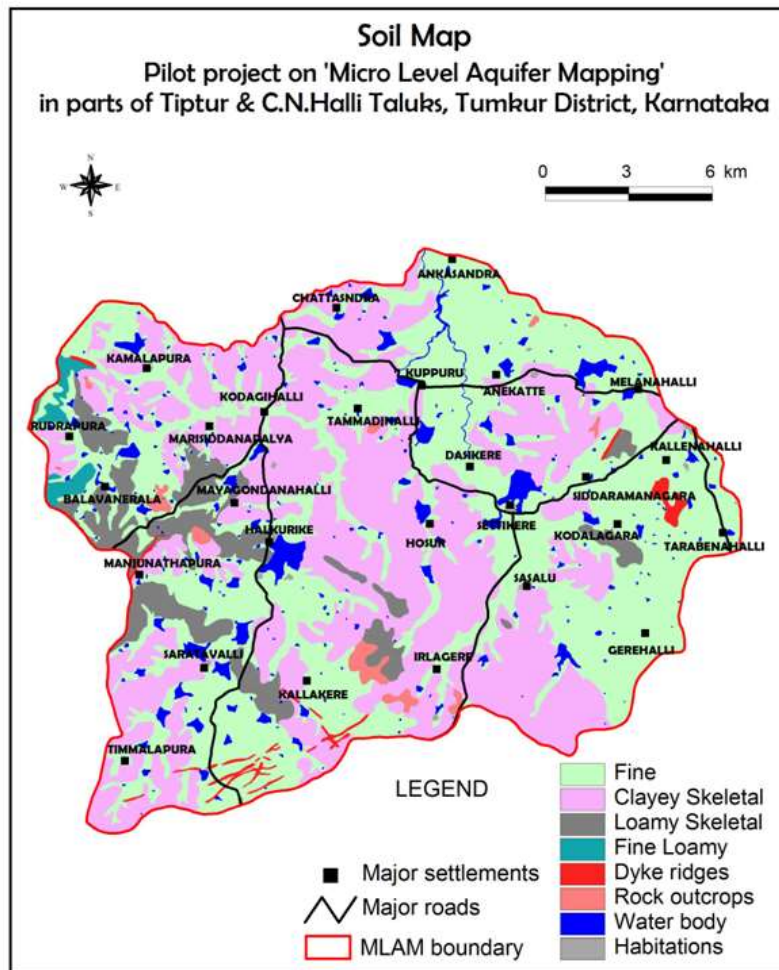 Soil Map
Pilot project on 'Micro Level Aquifer Mapping'
in parts of Tiptur & C.N.Halli Taluks, Tumkur District, Karnataka
N
W E
S
0 3 6 km
ANKASANDRA
CHATTASNDRA
KAMALAPURA
KUPPURU
ANEKATTE
MELANAHALLI
KODAGIHALLI
TAMMADIHALLI
RUDRAPURA
MARISIDDANAPALYA
DASIKERE
KALLENAHALLI
BALAVANERALA
MAYAGONDANAHALLI
SIDDARAMANAGARA
SETTIKERE
HALKURIKE
HOSUR
KODALAGARA
TARABENAHALLI
MANJUNATHAPURA
SASALU
SARATAVALLI
IRLAGERE
GEREHALLI
KALLAKERE
TIMMALAPURA
LEGEND
Fine
Clayey Skeletal
Loamy Skeletal
Fine Loamy
Major settlements
Dyke ridges
Major roads
Rock outcrops
Water body
MLAM boundary
Habitations